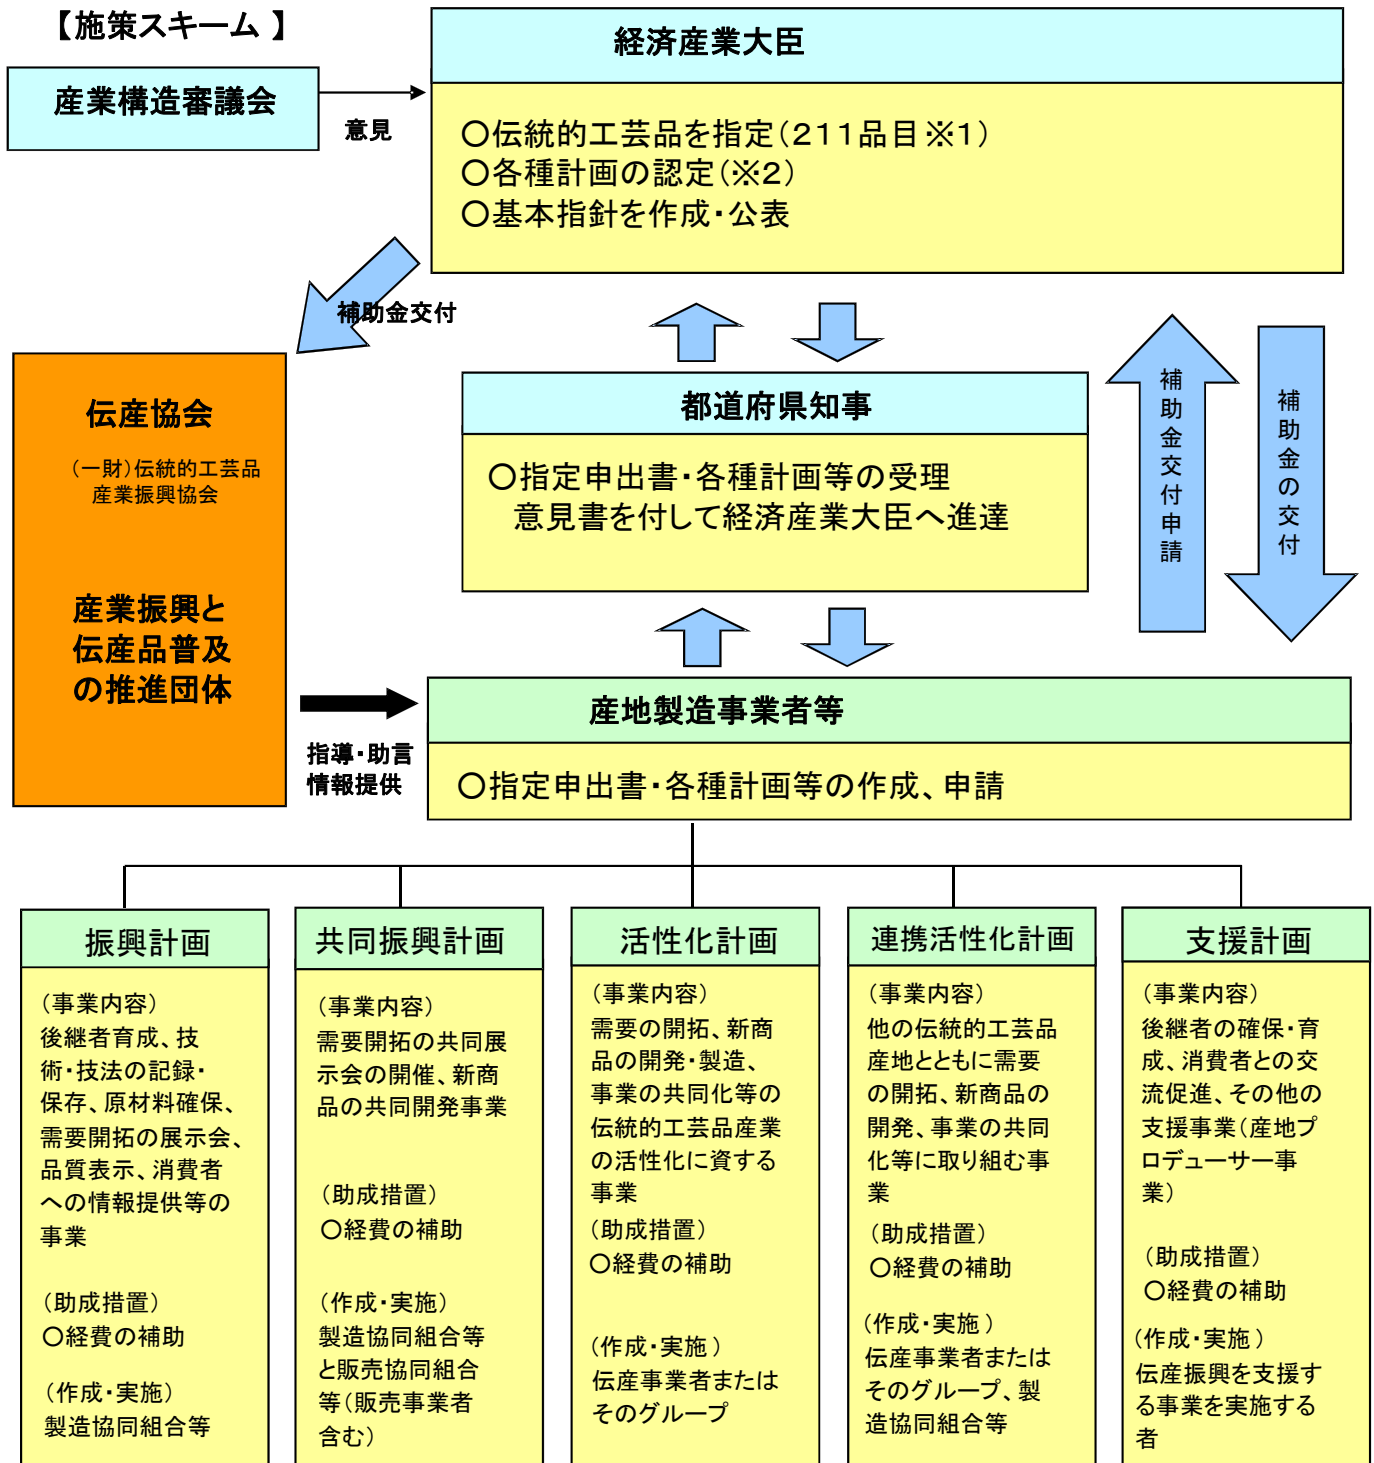 【施策スキーム 】
経済産業大臣
産業構造審議会
意見
○伝統的工芸品を指定(211品目※1)
○各種計画の認定(※2)
○基本指針を作成・公表
補助金交付
伝産協会
(一財)伝統的工芸品
産業振興協会
産業振興と
伝産品普及
の推進団体
都道府県知事
○指定申出書・各種計画等の受理
意見書を付して経済産業大臣へ進達
補助金交付申請
補助金の交付
指導・助言
情報提供
産地製造事業者等
○指定申出書・各種計画等の作成、申請
振興計画
(事業内容)
後継者育成、技
術・技法の記録・
保存、原材料確保、
需要開拓の展示会、
品質表示、消費者
への情報提供等の
事業
(助成措置)
○経費の補助
(作成・実施)
製造協同組合等
共同振興計画
(事業内容)
需要開拓の共同展
示会の開催、新商
品の共同開発事業
(助成措置)
○経費の補助
(作成・実施)
製造協同組合等
と販売協同組合
等(販売事業者
含む)
活性化計画
(事業内容)
需要の開拓、新商
品の開発・製造、
事業の共同化等の
伝統的工芸品産業
の活性化に資する
事業
(助成措置)
○経費の補助
(作成・実施)
伝産事業者または
そのグループ
連携活性化計画
(事業内容)
他の伝統的工芸品
産地とともに需要
の開拓、新商品の
開発、事業の共同
化等に取り組む事
業
(助成措置)
○経費の補助
(作成・実施 )
伝産事業者または
そのグループ、製
造協同組合等
支援計画
(事業内容)
後継者の確保・育
成、消費者との交
流促進、その他の
支援事業(産地プ
ロデューサー事
業)
(助成措置)
○経費の補助
(作成・実施)
伝産振興を支援す
る事業を実施する
者